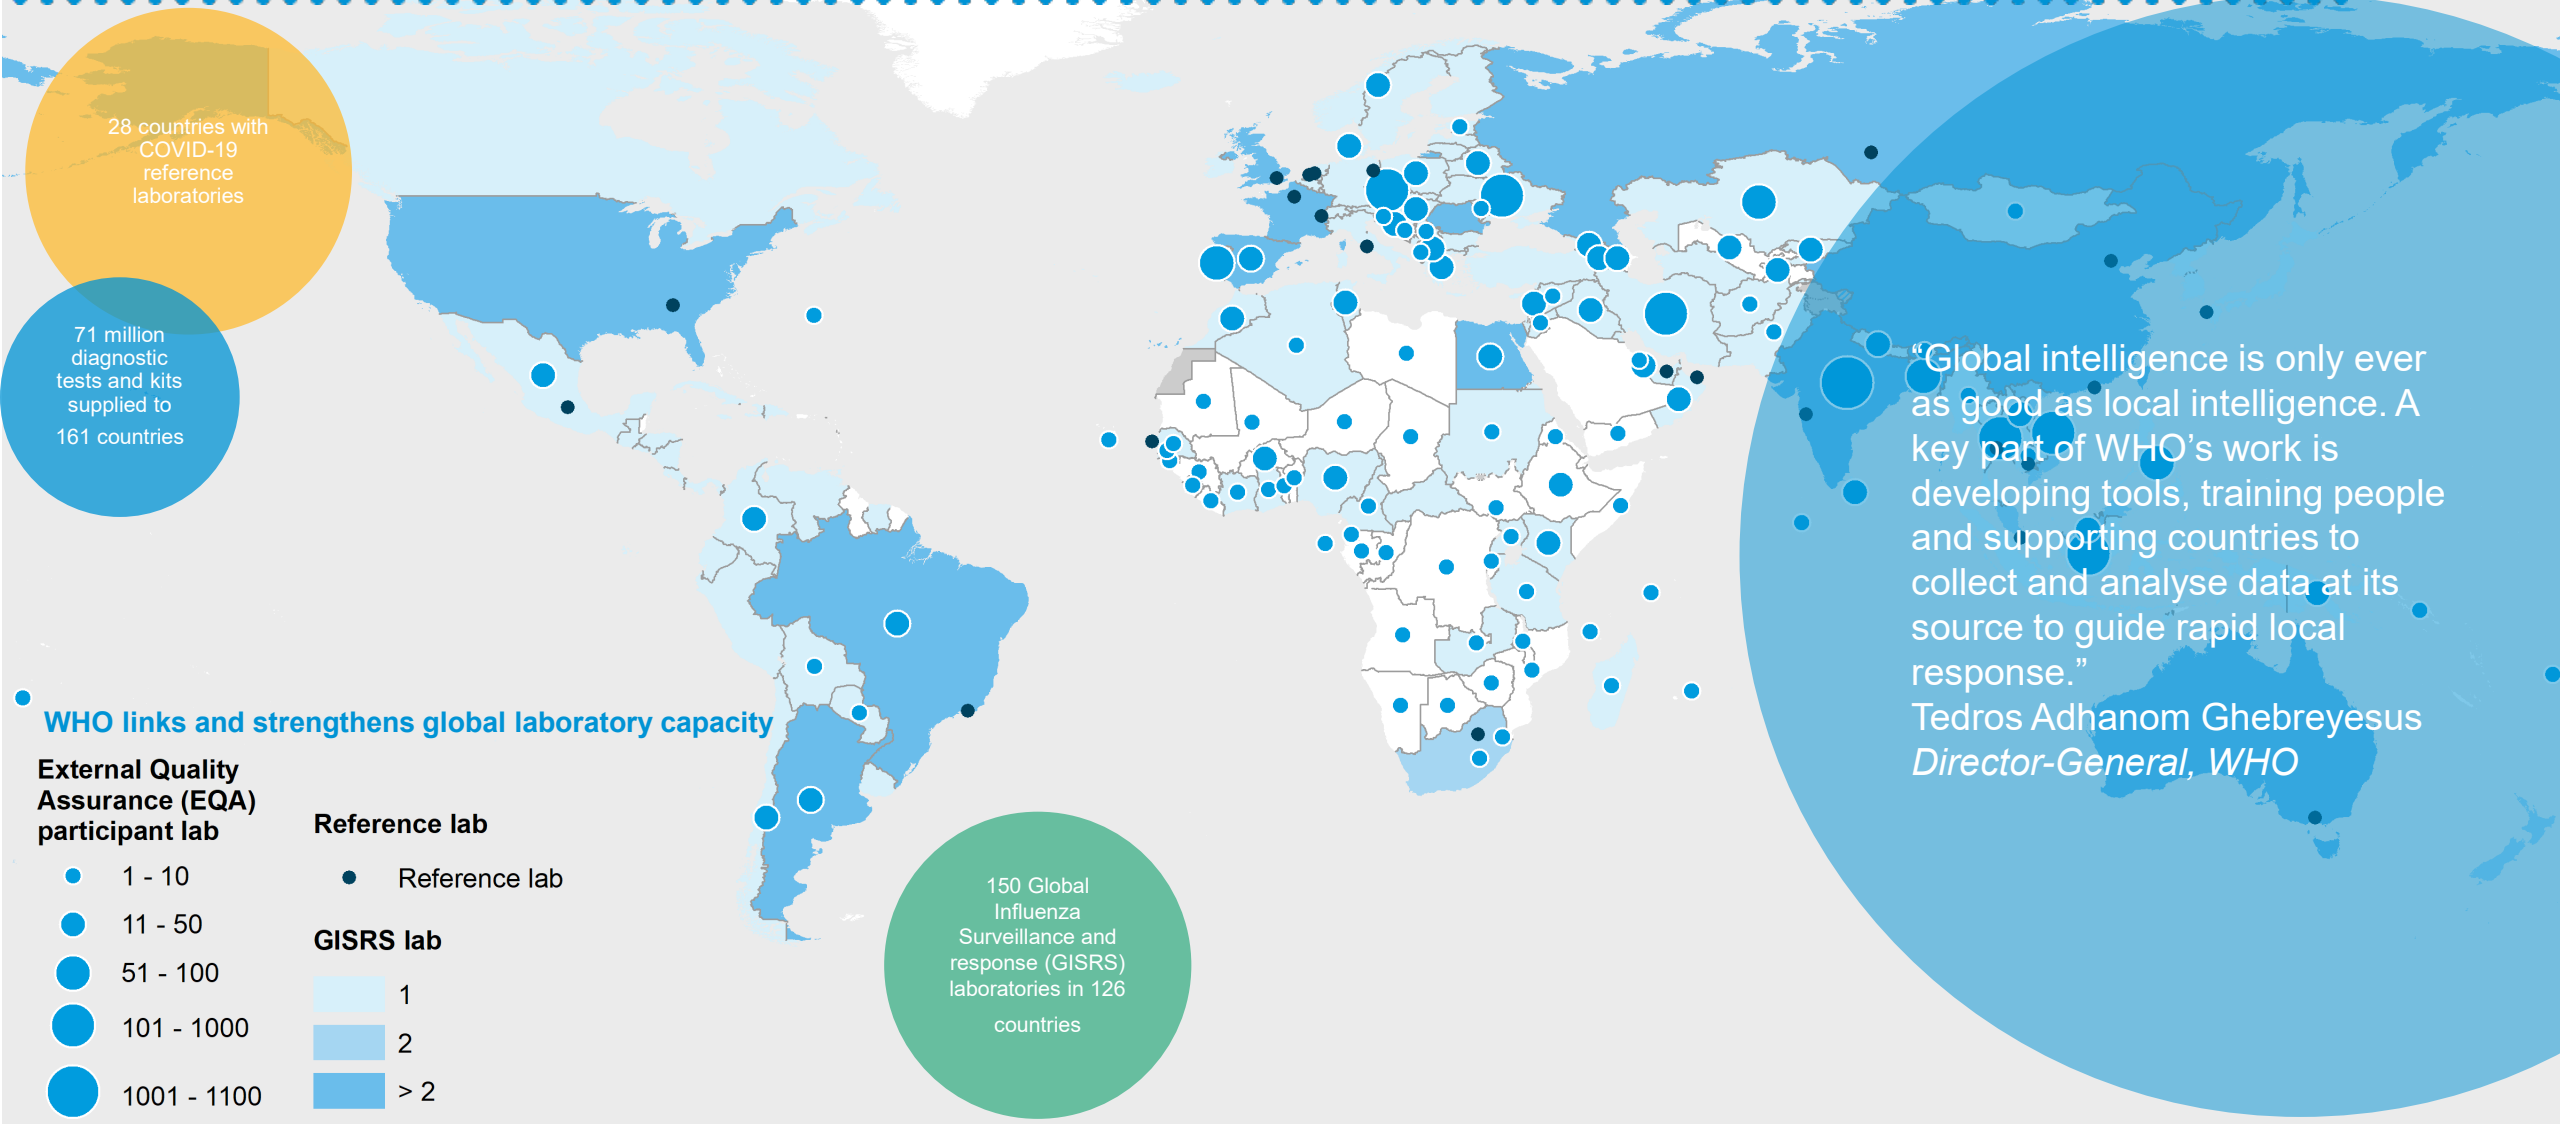 28 countries with
COVID-19
reference
laboratories
71 million
diagnostic
tests and kits
supplied to
161 countries
“Global intelligence is only ever
as good as local intelligence. A
key part of WHO’s work is
developing tools, training people
and supporting countries to
collect and analyse data at its
source to guide rapid local
response.”
Tedros Adhanom Ghebreyesus
Director-General, WHO
WHO links and strengthens global laboratory capacity
External Quality
Assurance (EQA)
participant lab
1 - 10
11 - 50
51 - 100
101 - 1000
1001 - 1100
Reference lab
Reference lab
GISRS lab
1
2
> 2
150 Global
Influenza
Surveillance and
response (GISRS)
laboratories in 126
countries